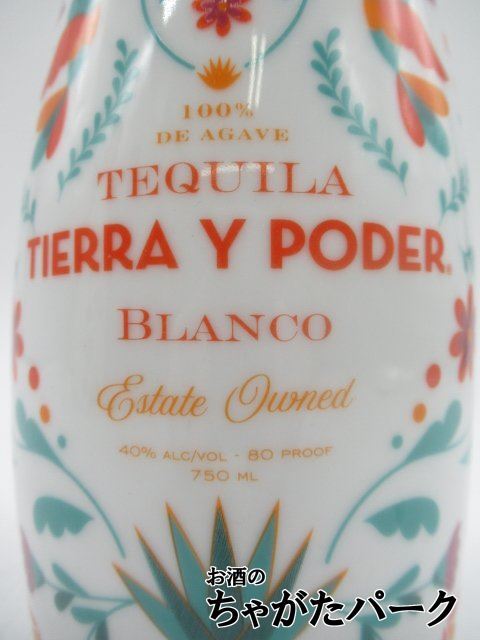 100%
DE AGAVE
TEQUILA
TIERRA Y PODER®
BLANCO
Estate Owned
40% ALC/VOL - 80 PROOF
750 ML
お酒の
ちゃがたパーク